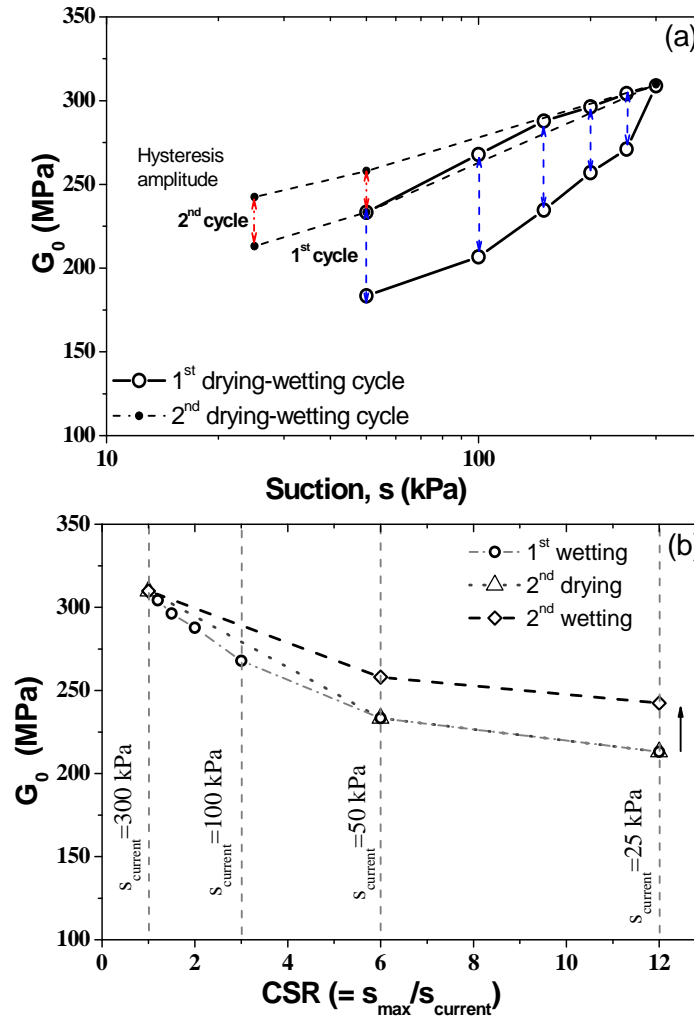 (a)
350
300
250
200
150
100
G0 (MPa)
Hysteresis
amplitude
2nd cycle
1st cycle
1st drying-wetting cycle
2nd drying-wetting cycle
10
100
Suction, s (kPa)
(b)
350
300
250
200
150
100
G0 (MPa)
1st wetting
2nd drying
2nd wetting
scurrent=300 kPa
scurrent=100 kPa
scurrent=50 kPa
scurrent=25 kPa
0 2 4 6 8 10 12
CSR (= smax/scurrent)